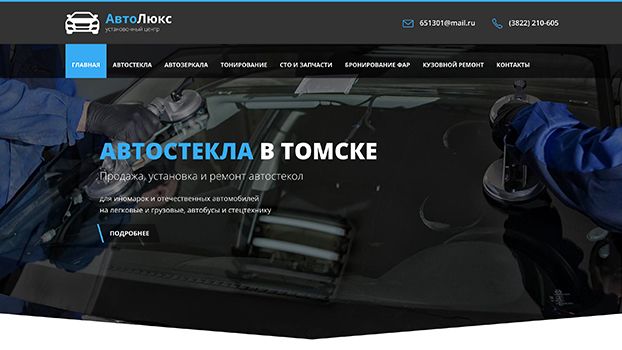 АвтоЛюкс
установочный центр
651301@mail.ru
(3822) 210-605
ГЛАВНАЯ АВТОСТЕКЛА АВТОЗЕРКАЛА ТОНИРОВАНИЕ СТО И ЗАПЧАСТИ БРОНИРОВАНИЕ ФАР КУЗОВНОЙ РЕМОНТ КОНТАКТЫ
АВТОСТЕКЛА В ТОМСКЕ
Продажа, установка и ремонт автостекол
для иномарок и отечественных автомобилей
на легковые и грузовые, автобусы и спецтехнику
ПОДРОБНЕЕ